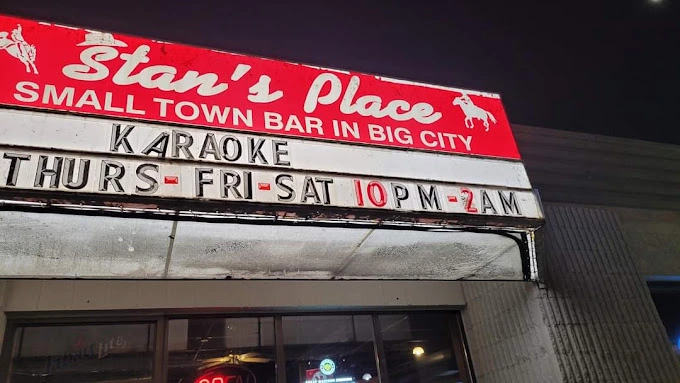 Stan's Place
SMALL TOWN BAR IN BIG CITY
KARAOKE
THURS-FRI-SAT 10PM-2AM